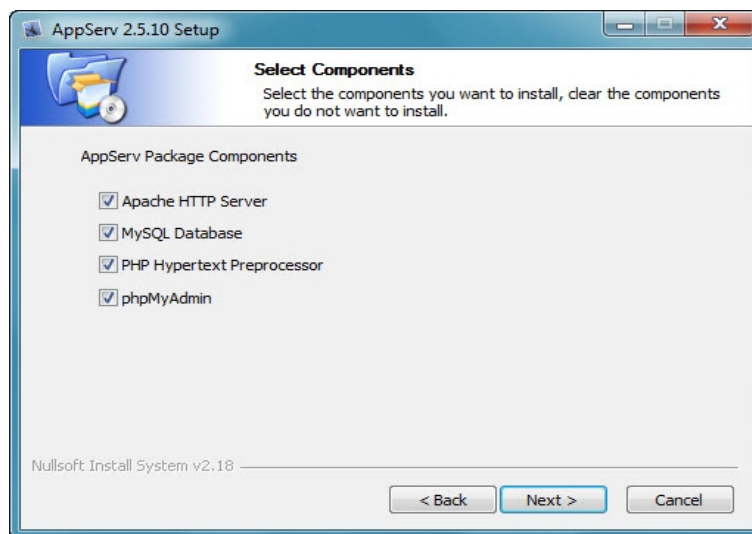 AppServ 2.5.10 Setup
Select Components
Select the components you want to install, clear the components
you do not want to install.
AppServ Package Components
Apache HTTP Server
MySQL Database
PHP Hypertext Preprocessor
phpMyAdmin
Nullsoft Install System v2.18
< Back Next > Cancel